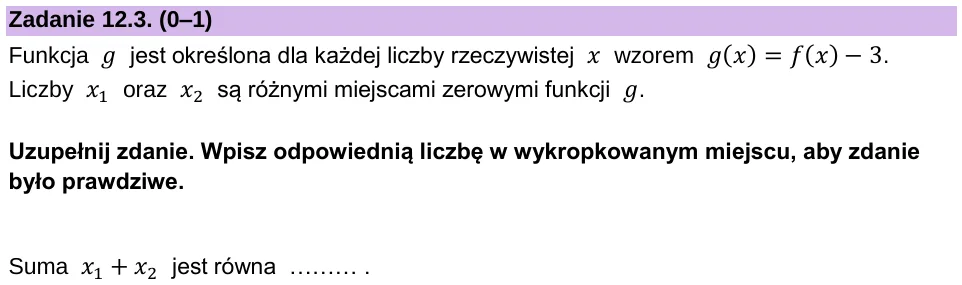 Zadanie 12.3. (0–1)
Funkcja g jest określona dla każdej liczby rzeczywistej x wzorem g(x) = f(x) − 3.
Liczby x₁ oraz x₂ są różnymi miejscami zerowymi funkcji g.
Uzupełnij zdanie. Wpisz odpowiednią liczbę w wykropkowanym miejscu, aby zdanie
było prawdziwe.
Suma x₁ + x₂ jest równa ......... .